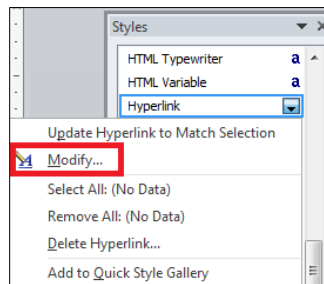 Styles
HTML Typewriter a
HTML Variable a
Hyperlink
Update Hyperlink to Match Selection
Modify...
Select All: (No Data)
Remove All: (No Data)
Delete Hyperlink...
Add to Quick Style Gallery